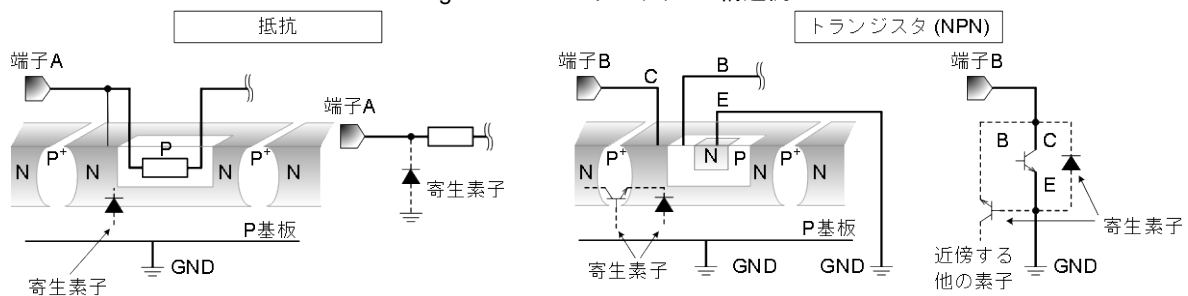 抵抗
トランジスタ (NPN)
端子A
端子A
N
P+
N
P
N
P+
N
寄生素子
P基板
GND
寄生素子
端子B
C
B
E
N
P+
N
N
P
N
P+
N
P基板
寄生素子
GND
GND
端子B
B
C
E
寄生素子
近傍する
他の素子
GND